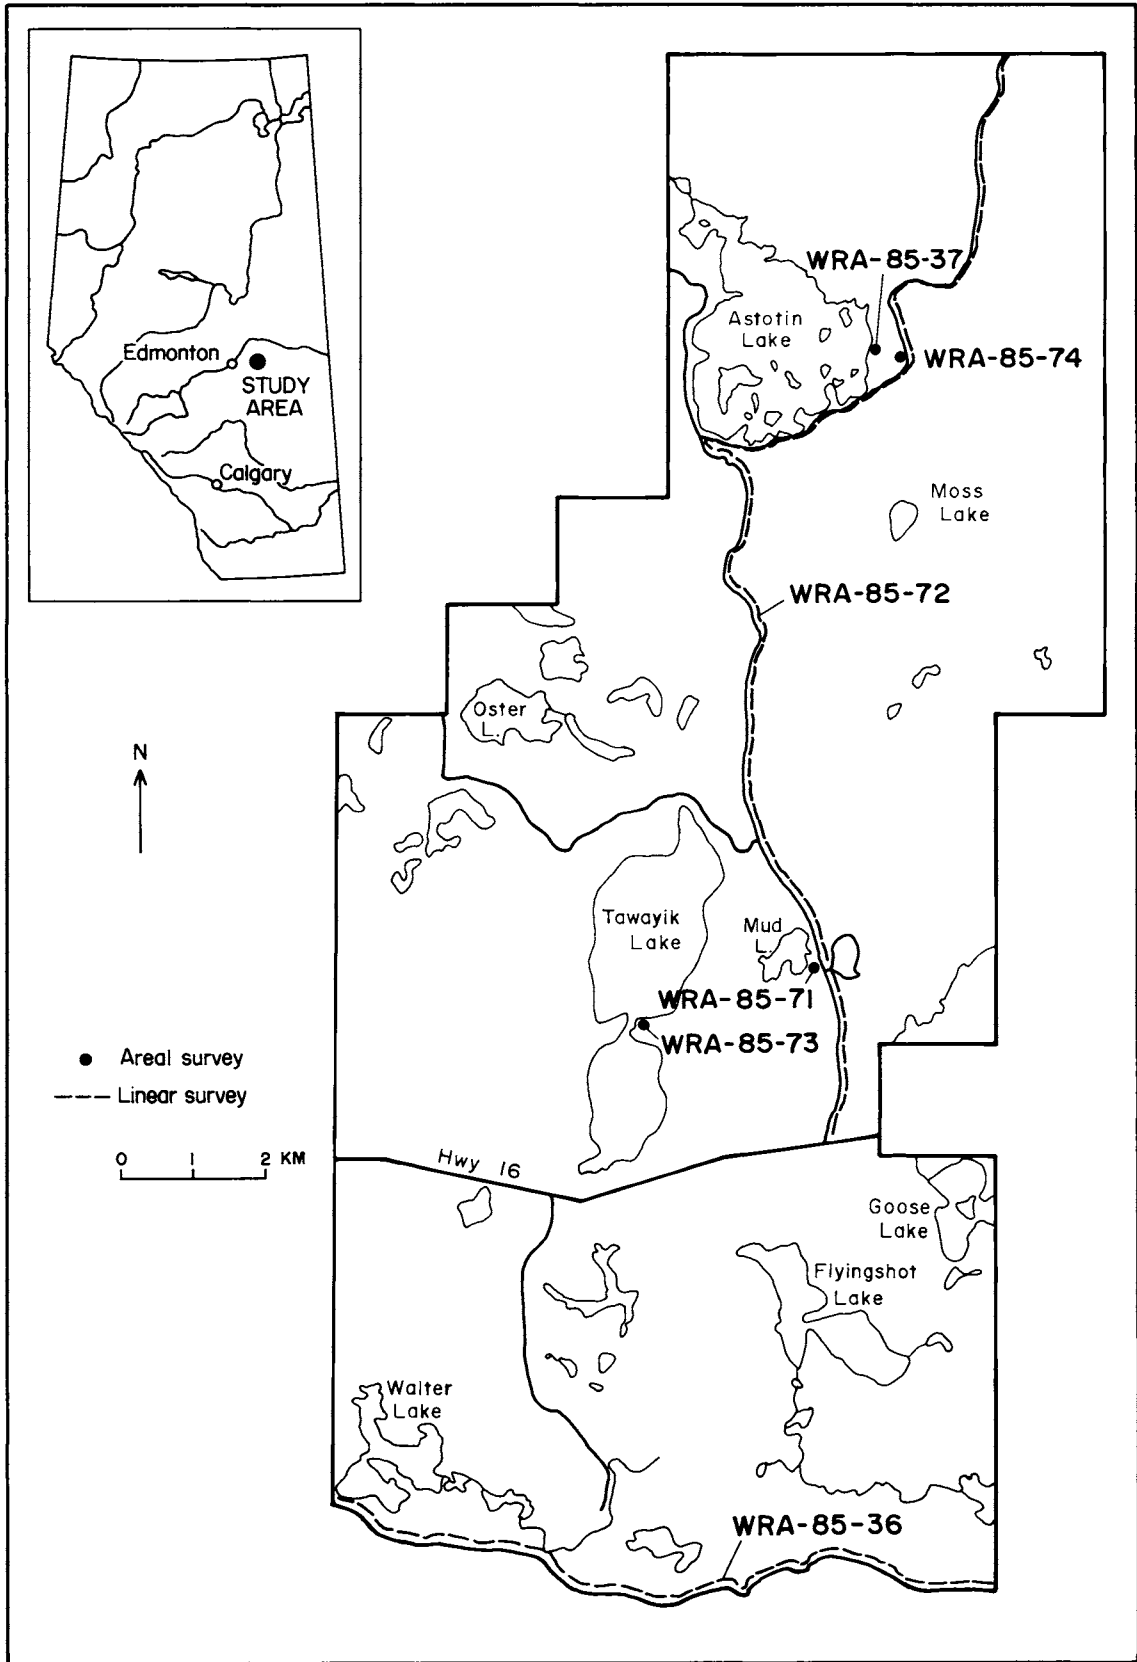 Edmonton
STUDY
AREA
Calgary
WRA-85-37
Astotin
Lake
WRA-85-74
Moss
Lake
WRA-85-72
Oster
L.
N
Tawayik
Lake
Mud
L.
WRA-85-71
WRA-85-73
Areal survey
Linear survey
0 1 2 KM
Hwy 16
Goose
Lake
Flyingshot
Lake
Walter
Lake
WRA-85-36